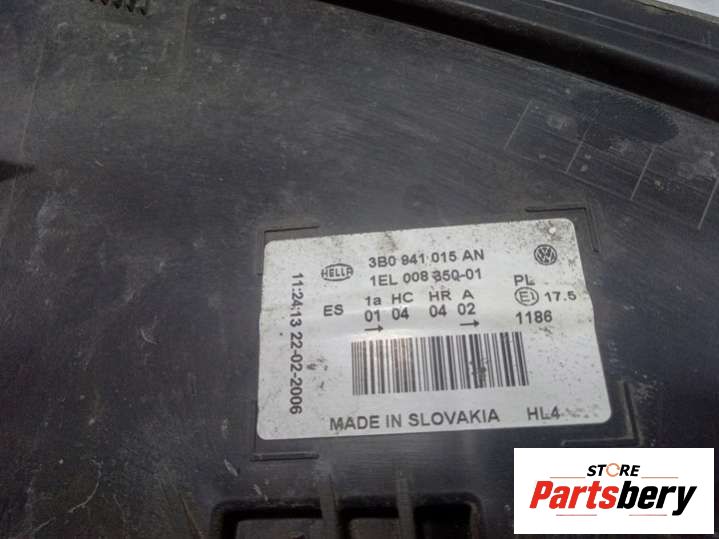 HELLA 3B0 941 015 AN
1EL 008 350-01
ES 1a HC HR A PL
01 04 04 02 E1 17.5
1186
MADE IN SLOVAKIA HL4
11:24:13 22-02-2006
STORE
Partsbery